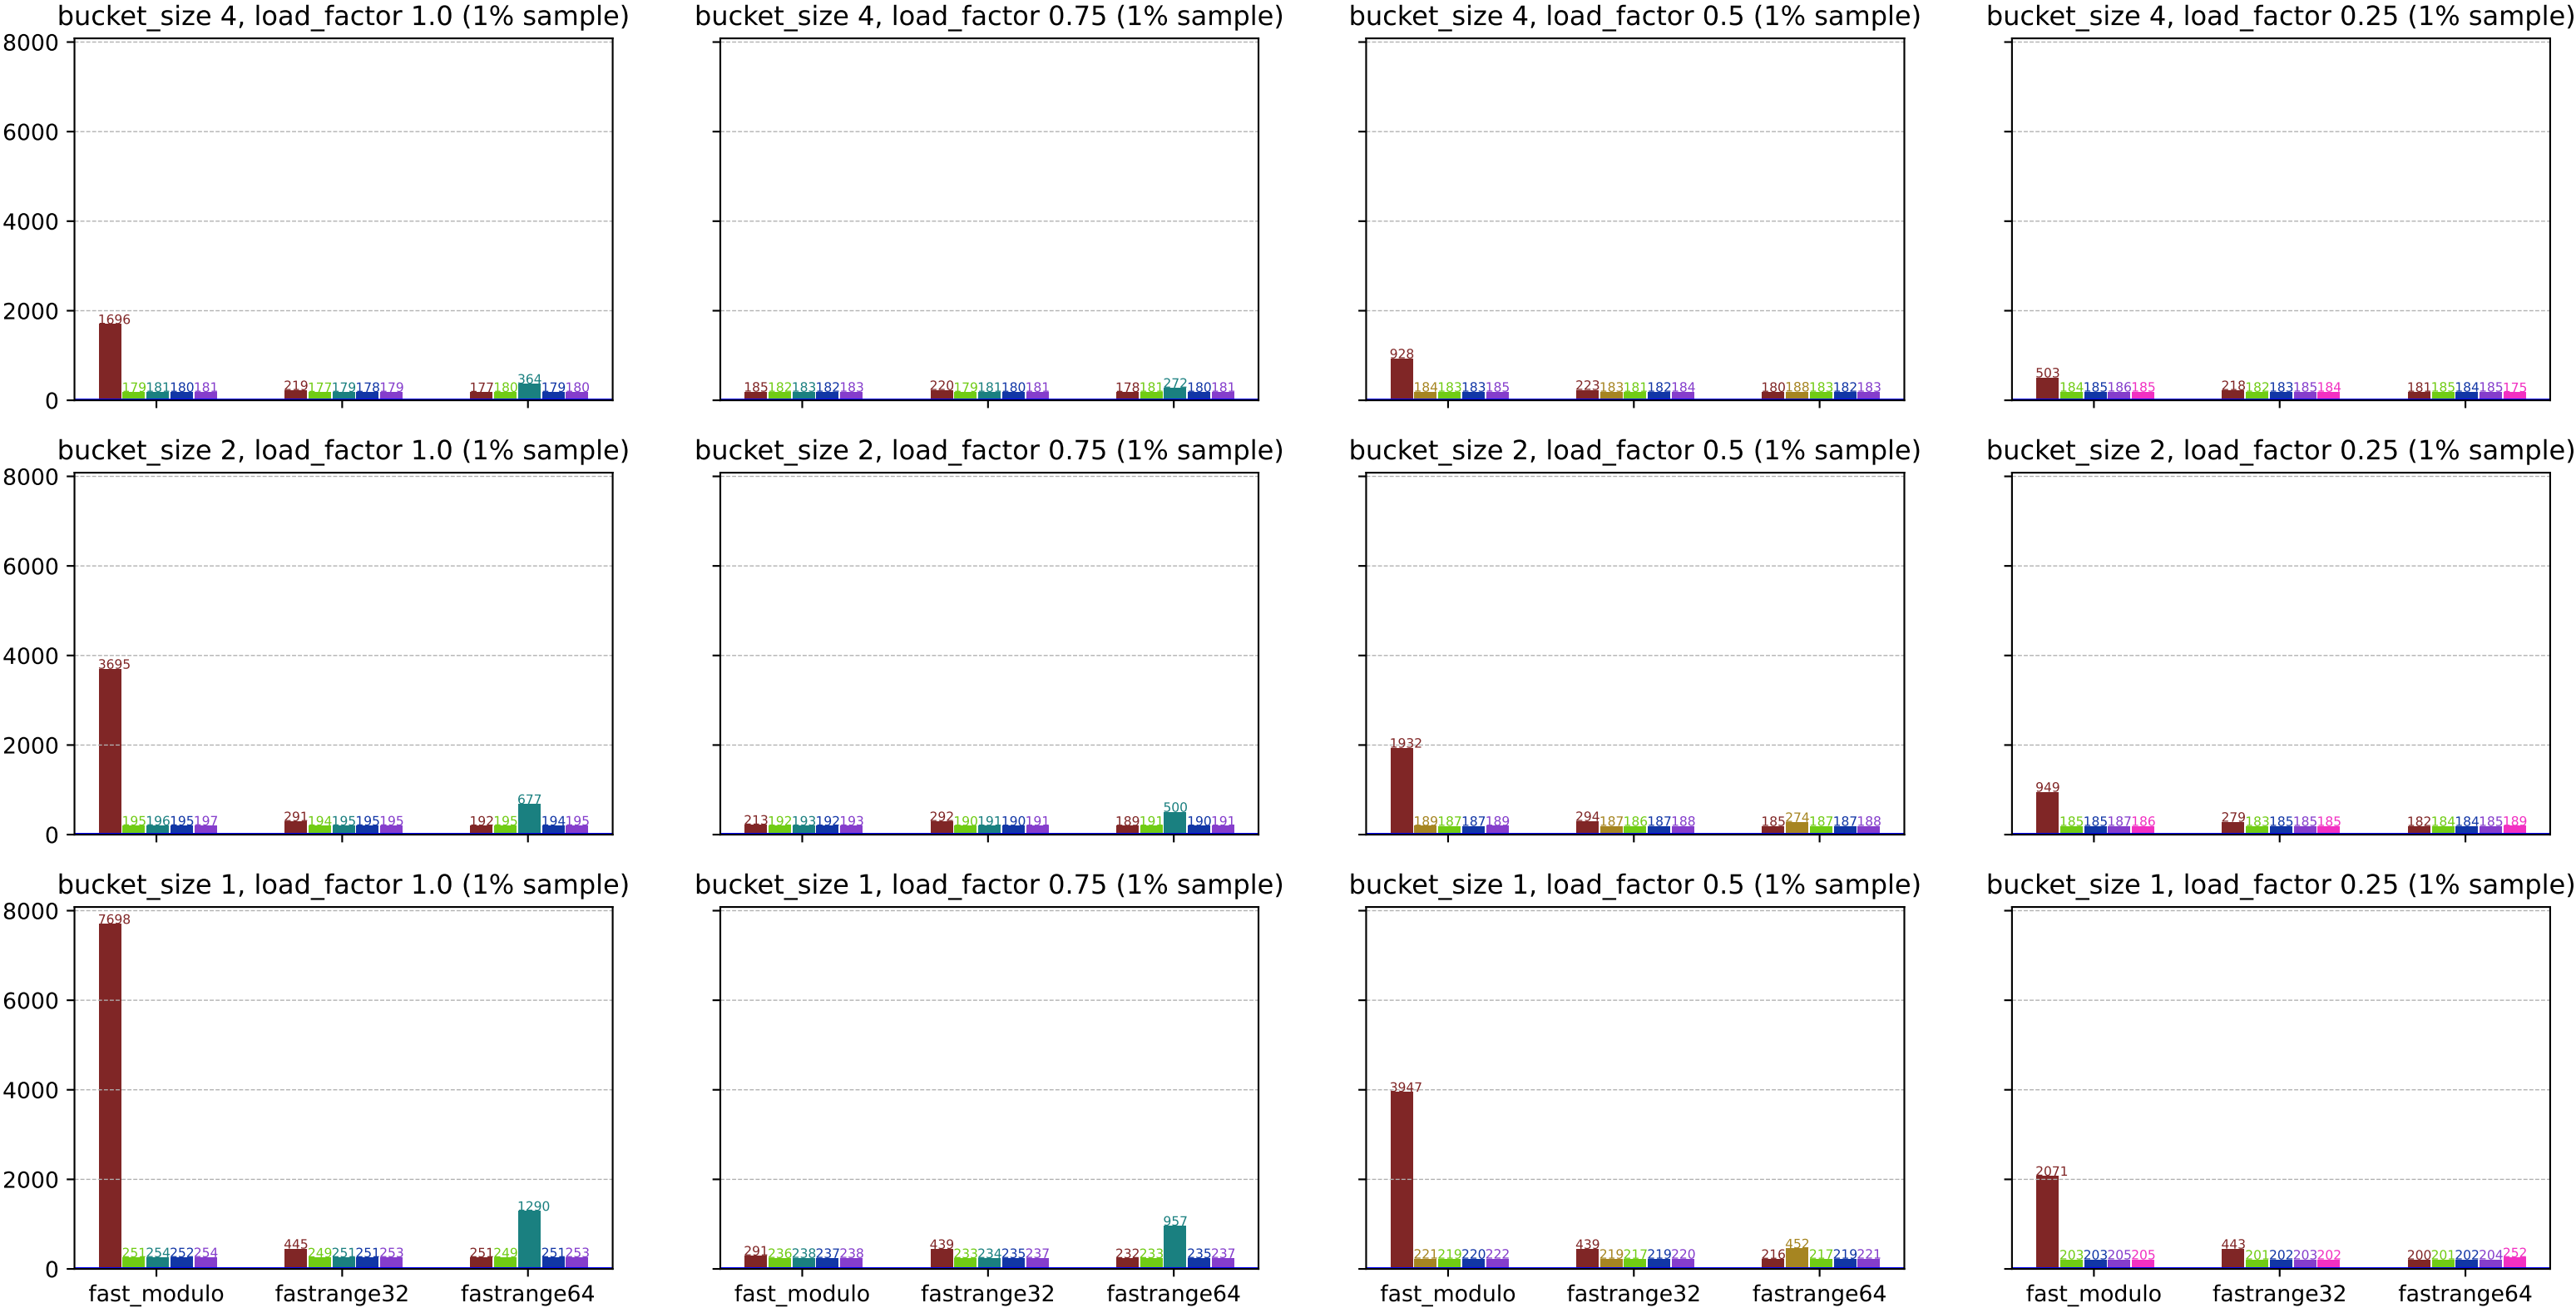 bucket_size 4, load_factor 1.0 (1% sample)
8000
6000
4000
2000
0
1696 179 181 180 181 219 177 179 178 179 177 180 364 179 180
bucket_size 4, load_factor 0.75 (1% sample)
185 182 183 182 183 220 179 181 180 181 178 181 272 180 181
bucket_size 4, load_factor 0.5 (1% sample)
928 184 183 183 185 223 183 181 182 184 180 188 183 182 183
bucket_size 4, load_factor 0.25 (1% sample)
503 184 185 186 185 218 182 183 185 184 181 185 184 185 175
bucket_size 2, load_factor 1.0 (1% sample)
8000
6000
4000
2000
0
3695 195 196 195 197 291 194 195 195 195 192 195 677 194 195
bucket_size 2, load_factor 0.75 (1% sample)
213 192 193 192 193 292 190 191 190 191 189 191 500 190 191
bucket_size 2, load_factor 0.5 (1% sample)
1932 189 187 187 189 294 187 186 187 188 185 274 187 187 188
bucket_size 2, load_factor 0.25 (1% sample)
949 185 185 187 186 279 183 185 185 185 182 184 184 185 189
bucket_size 1, load_factor 1.0 (1% sample)
8000
6000
4000
2000
0
7698 251 254 252 254 445 249 251 251 253 251 249 1290 251 253
fast_modulo fastrange32 fastrange64
bucket_size 1, load_factor 0.75 (1% sample)
291 236 238 237 238 439 233 234 235 237 232 233 957 235 237
fast_modulo fastrange32 fastrange64
bucket_size 1, load_factor 0.5 (1% sample)
3947 221 219 220 222 439 219 217 219 220 216 452 217 219 221
fast_modulo fastrange32 fastrange64
bucket_size 1, load_factor 0.25 (1% sample)
2071 203 203 205 205 443 201 202 203 202 200 201 202 204 252
fast_modulo fastrange32 fastrange64